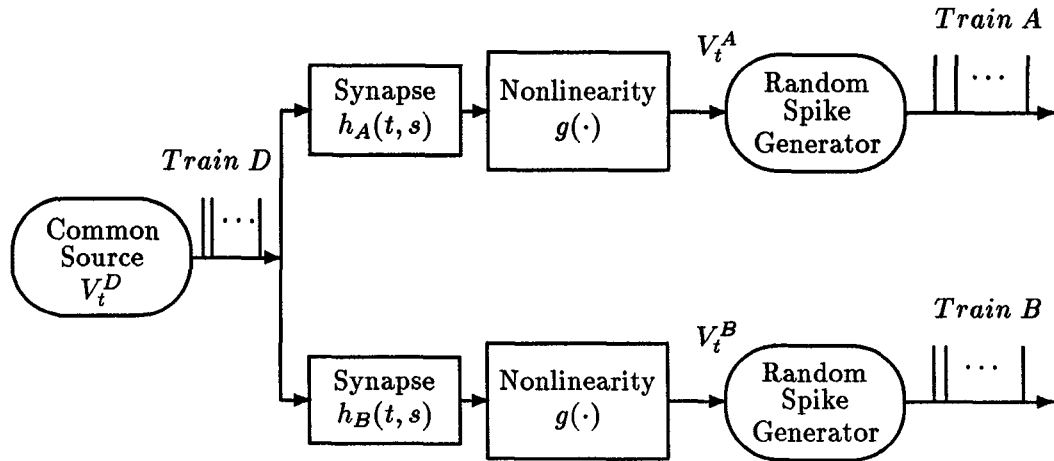 Train A
V_t^A
Synapse
h_A(t, s)
Nonlinearity
g(·)
Random
Spike
Generator
···
Train D
···
Common
Source
V_t^D
Train B
V_t^B
Synapse
h_B(t, s)
Nonlinearity
g(·)
Random
Spike
Generator
···